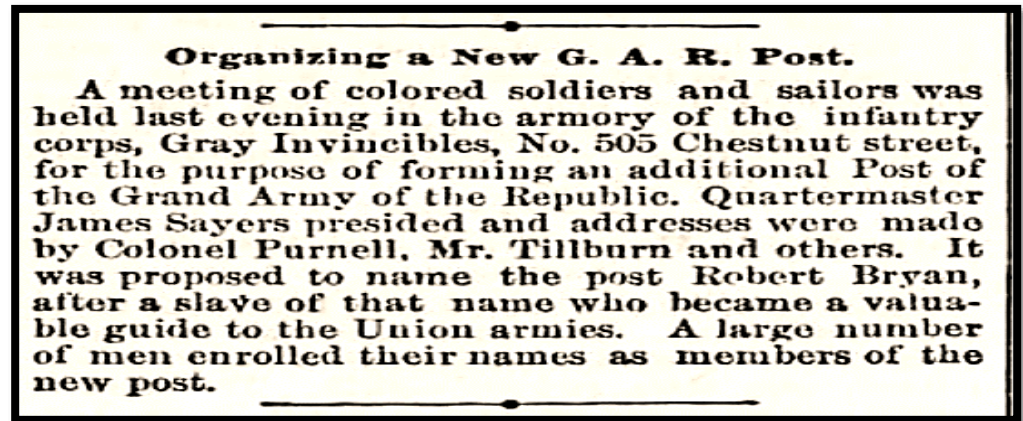 Organizing a New G. A. R. Post.
A meeting of colored soldiers and sailors was
held last evening in the armory of the infantry
corps, Gray Invincibles, No. 505 Chestnut street,
for the purpose of forming an additional Post of
the Grand Army of the Republic. Quartermaster
James Sayers presided and addresses were made
by Colonel Purnell, Mr. Tillburn and others. It
was proposed to name the post Robert Bryan,
after a slave of that name who became a valua-
ble guide to the Union armies. A large number
of men enrolled their names as members of the
new post.